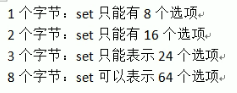 1 个字节：set 只能有 8 个选项
2 个字节：set 只能有 16 个选项
3 个字节：set 只能表示 24 个选项
8 个字节：set 可以表示 64 个选项